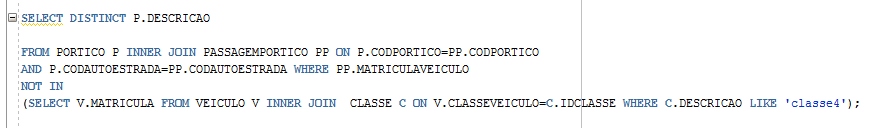 SELECT DISTINCT P.DESCRICAO
FROM PORTICO P INNER JOIN PASSAGEMPORTICO PP ON P.CODPORTICO=PP.CODPORTICO
AND P.CODAUTOESTRADA=PP.CODAUTOESTRADA WHERE PP.MATRICULAVEICULO
NOT IN
(SELECT V.MATRICULA FROM VEICULO V INNER JOIN  CLASSE C ON V.CLASSEVEICULO=C.IDCLASSE WHERE C.DESCRICAO LIKE 'classe4');